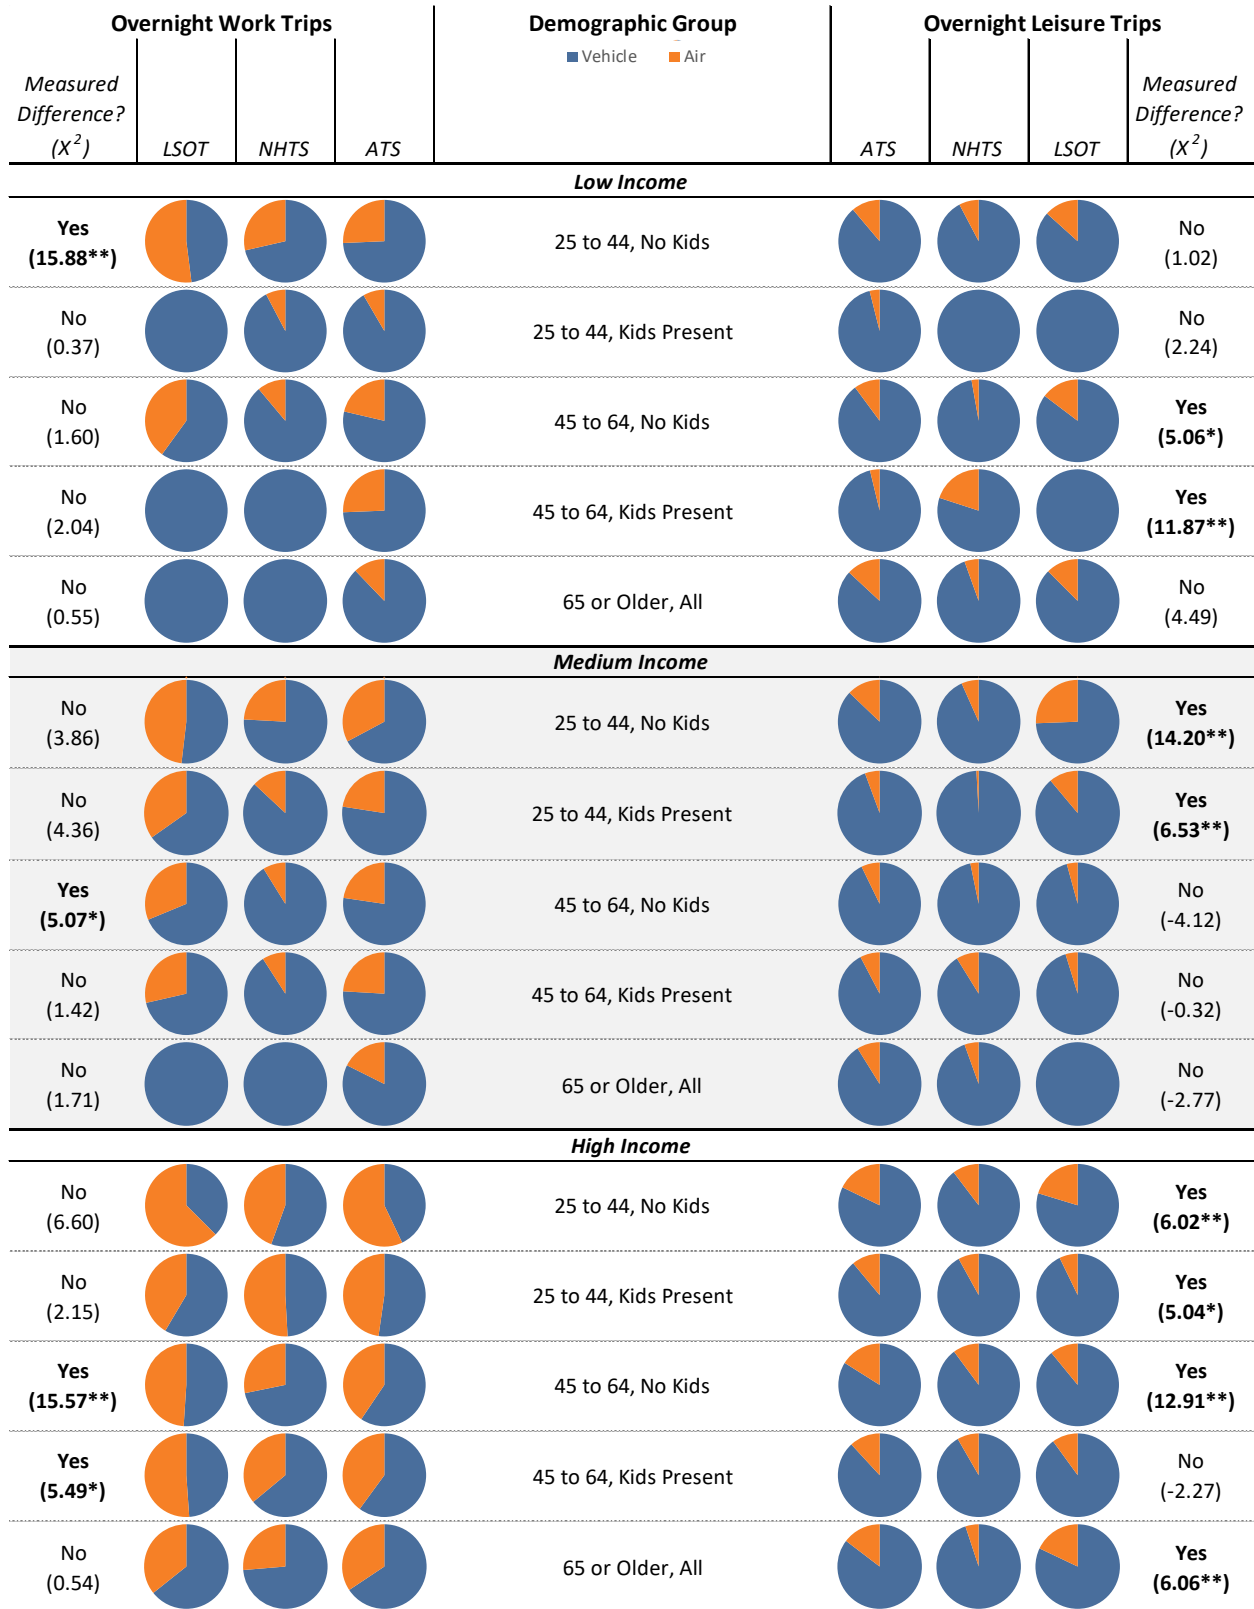 Overnight Work Trips Demographic Group Overnight Leisure Trips
Vehicle Air
Measured Measured
Difference? Difference?
(X²) LSOT NHTS ATS ATS NHTS LSOT (X²)
Low Income
Yes No
(15.88**) 25 to 44, No Kids (1.02)
No No
(0.37) 25 to 44, Kids Present (2.24)
No Yes
(1.60) 45 to 64, No Kids (5.06*)
No Yes
(2.04) 45 to 64, Kids Present (11.87**)
No No
(0.55) 65 or Older, All (4.49)
Medium Income
No Yes
(3.86) 25 to 44, No Kids (14.20**)
No Yes
(4.36) 25 to 44, Kids Present (6.53**)
Yes No
(5.07*) 45 to 64, No Kids (-4.12)
No No
(1.42) 45 to 64, Kids Present (-0.32)
No No
(1.71) 65 or Older, All (-2.77)
High Income
No Yes
(6.60) 25 to 44, No Kids (6.02**)
No Yes
(2.15) 25 to 44, Kids Present (5.04*)
Yes Yes
(15.57**) 45 to 64, No Kids (12.91**)
Yes No
(5.49*) 45 to 64, Kids Present (-2.27)
No Yes
(0.54) 65 or Older, All (6.06**)